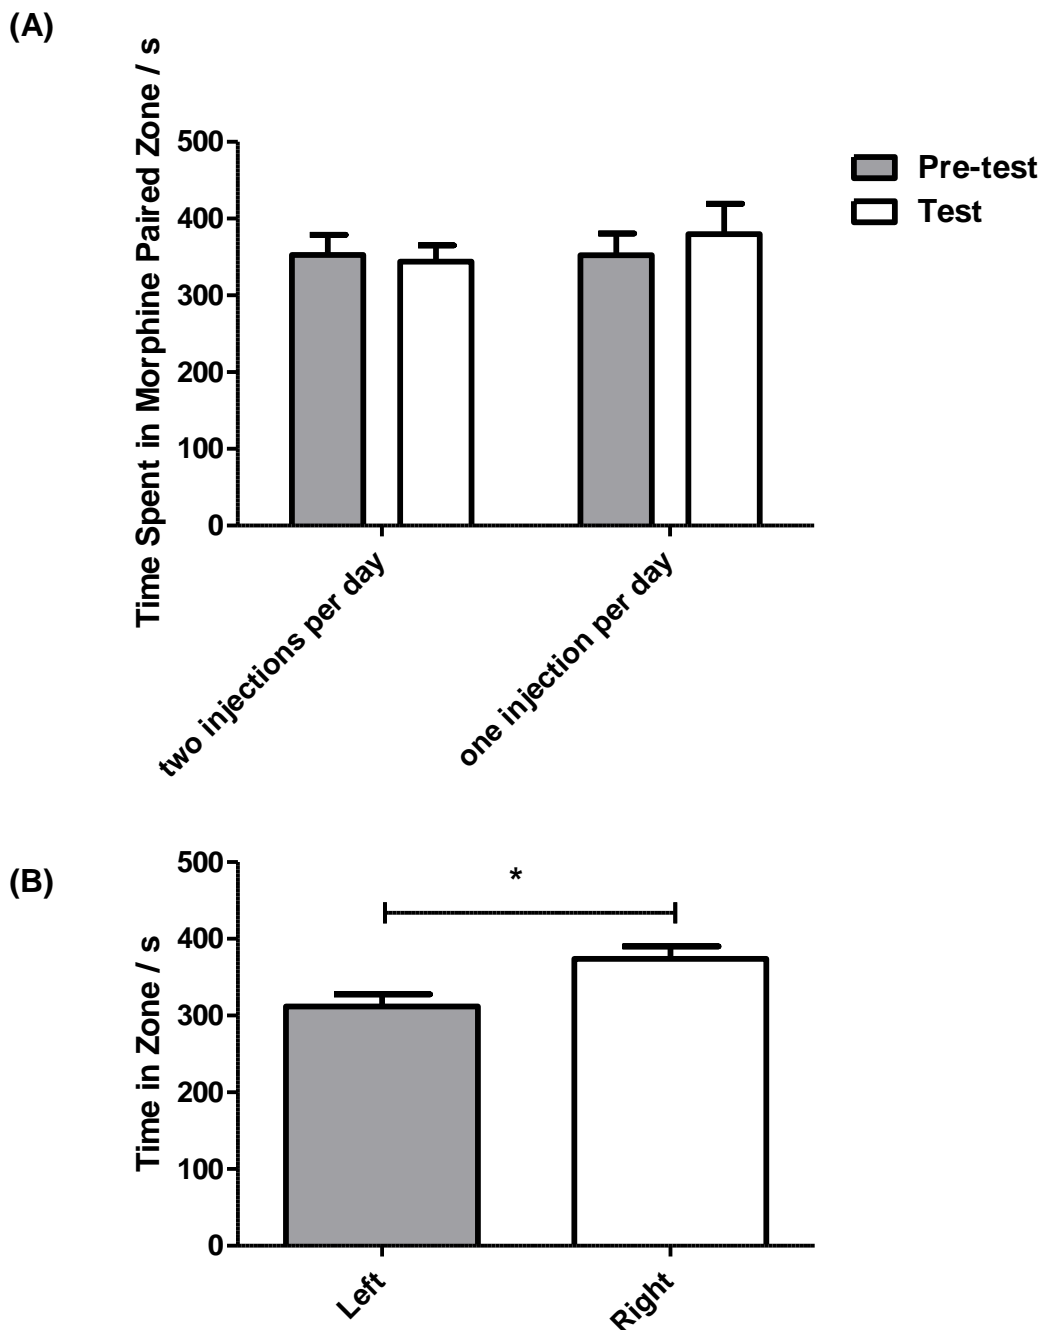 (A)
Time Spent in Morphine Paired Zone / s
500
400
300
200
100
0
Pre-test
Test
two injections per day
one injection per day
(B)
Time in Zone / s
500
400
300
200
100
0
*
Left
Right